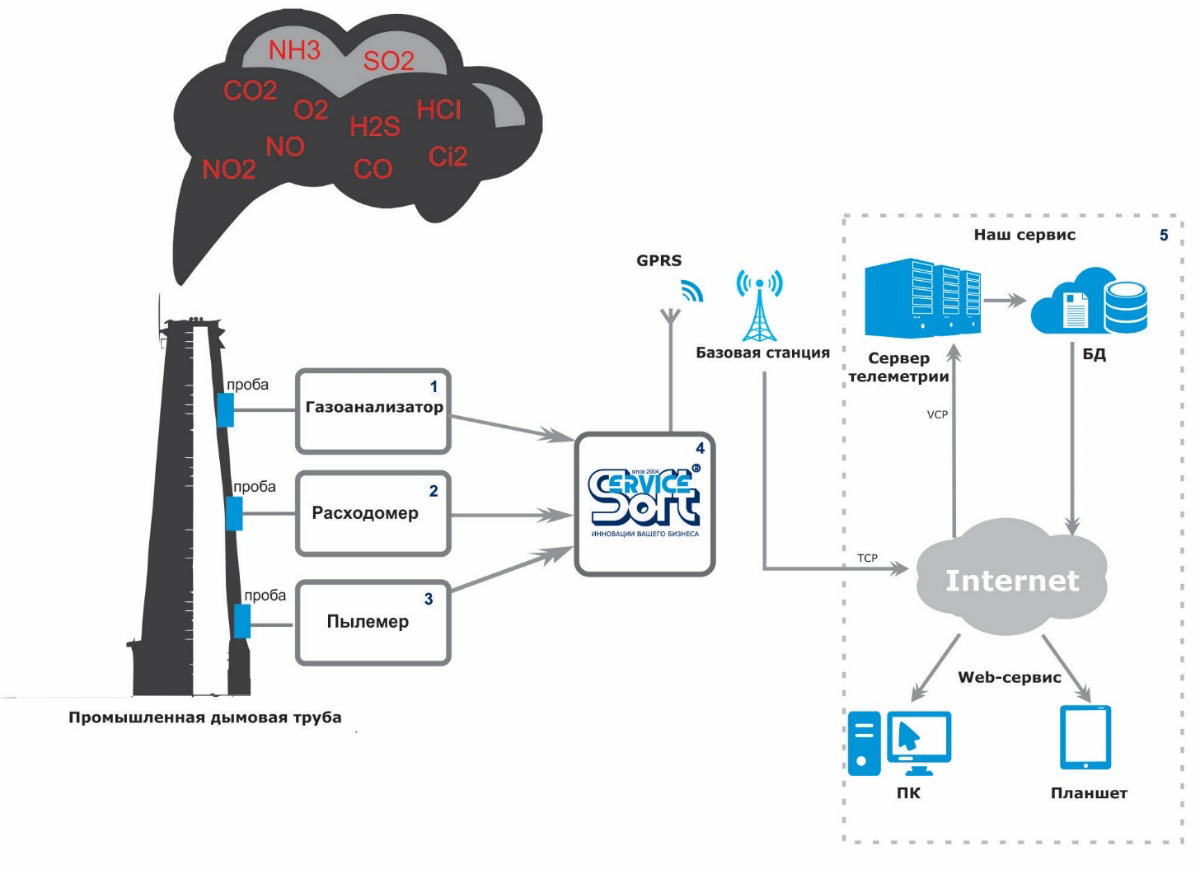 NH3
SO2
CO2
O2
HCl
H2S
NO
Ci2
NO2
CO
Наш сервис
5
GPRS
Базовая станция
Сервер
телеметрии
БД
проба
1
Газоанализатор
VCP
4
since 2004
SERVICE
Soft
®
ИННОВАЦИИ ВАШЕГО БИЗНЕСА
проба
2
Расходомер
TCP
Internet
проба
3
Пылемер
Web-сервис
Промышленная дымовая труба
ПК
Планшет